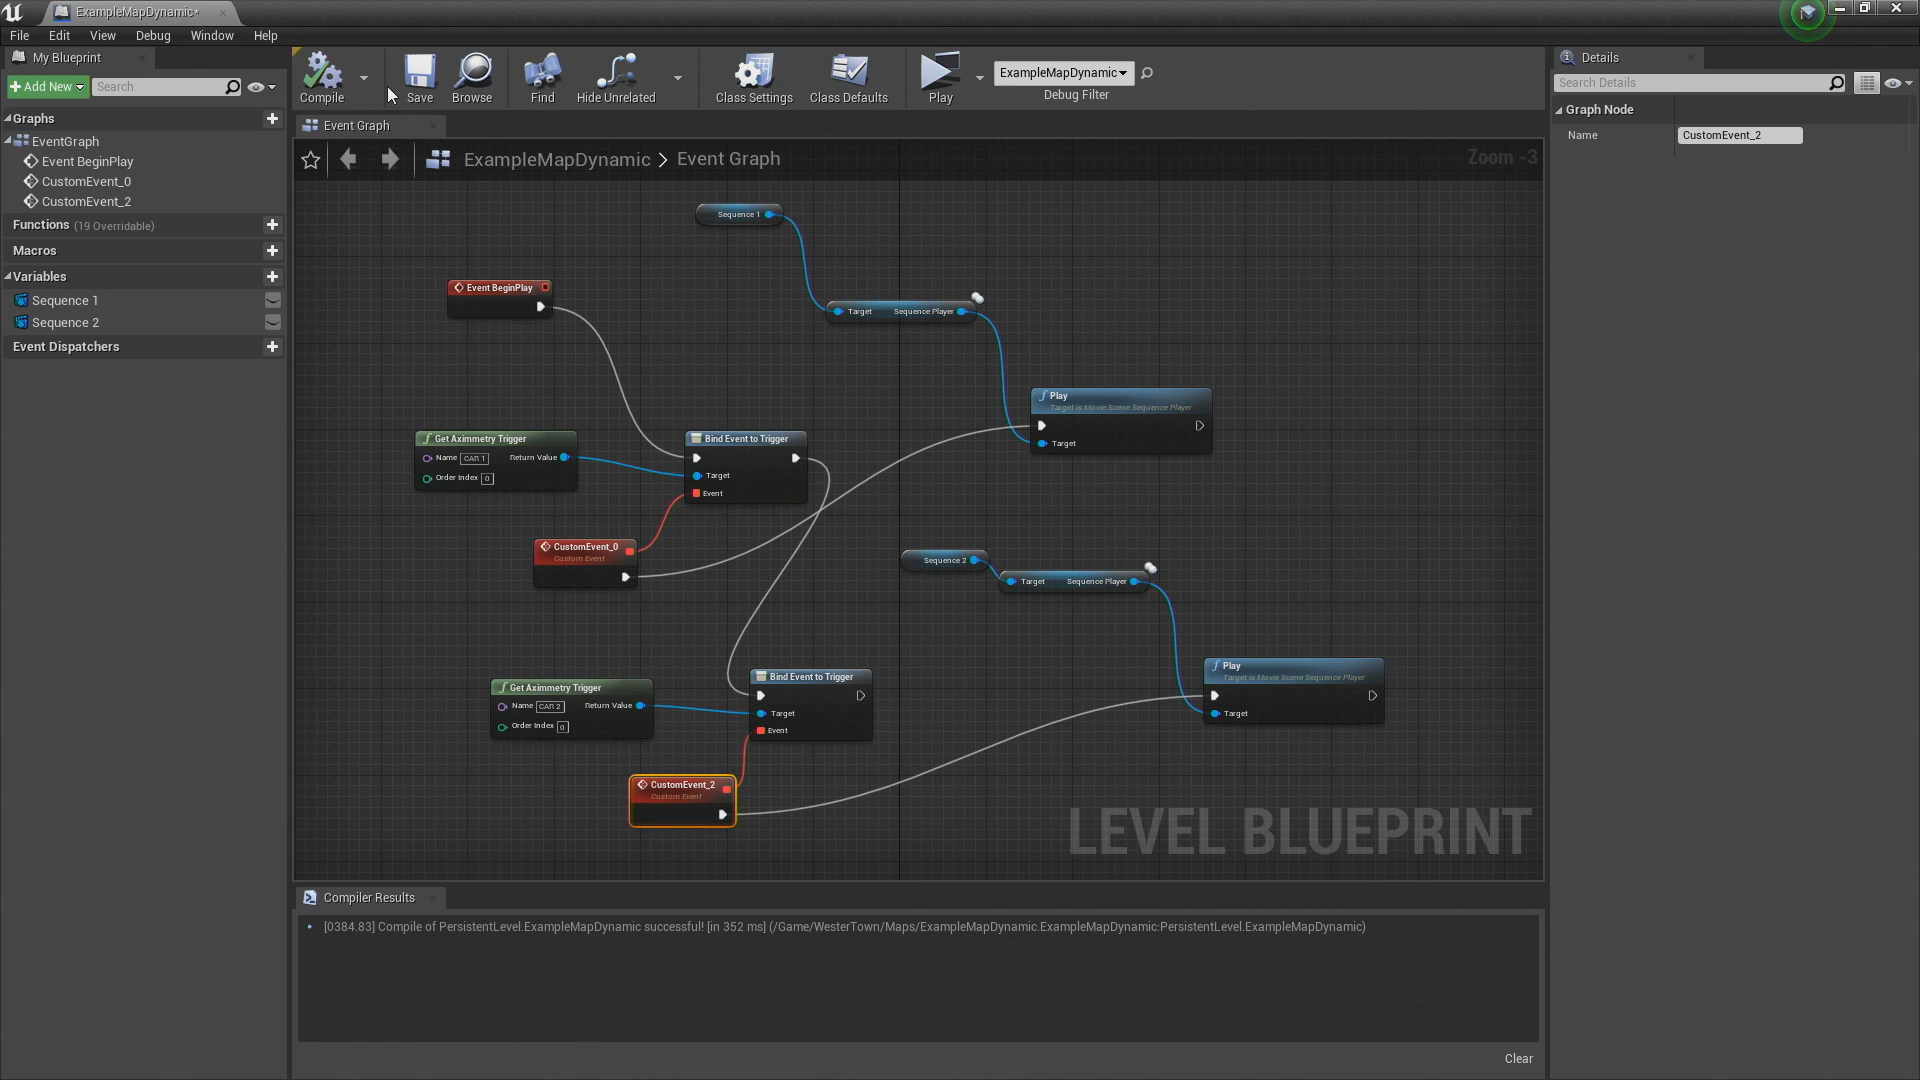 ExampleMapDynamic*
File Edit View Debug Window Help
My Blueprint
Add New
Search
Graphs
EventGraph
Event BeginPlay
CustomEvent_0
CustomEvent_2
Functions (19 Overridable)
Macros
Variables
Sequence 1
Sequence 2
Event Dispatchers
Compile
Save
Browse
Find
Hide Unrelated
Class Settings
Class Defaults
Play
ExampleMapDynamic
Debug Filter
Event Graph
ExampleMapDynamic > Event Graph
Zoom -3
Sequence 1
Event BeginPlay
Target Sequence Player
Play
Target is Movie Scene Sequence Player
Target
Get Aximmetry Trigger
Name CAR 1 Return Value
Order Index 0
Bind Event to Trigger
Target
Event
CustomEvent_0
Custom Event
Sequence 2
Target Sequence Player
Play
Target is Movie Scene Sequence Player
Target
Get Aximmetry Trigger
Name CAR 2 Return Value
Order Index 0
Bind Event to Trigger
Target
Event
CustomEvent_2
Custom Event
LEVEL BLUEPRINT
Compiler Results
[0384.83] Compile of PersistentLevel.ExampleMapDynamic successful! [in 352 ms] (/Game/WesterTown/Maps/ExampleMapDynamic.ExampleMapDynamic:PersistentLevel.ExampleMapDynamic)
Clear
Details
Search Details
Graph Node
Name CustomEvent_2